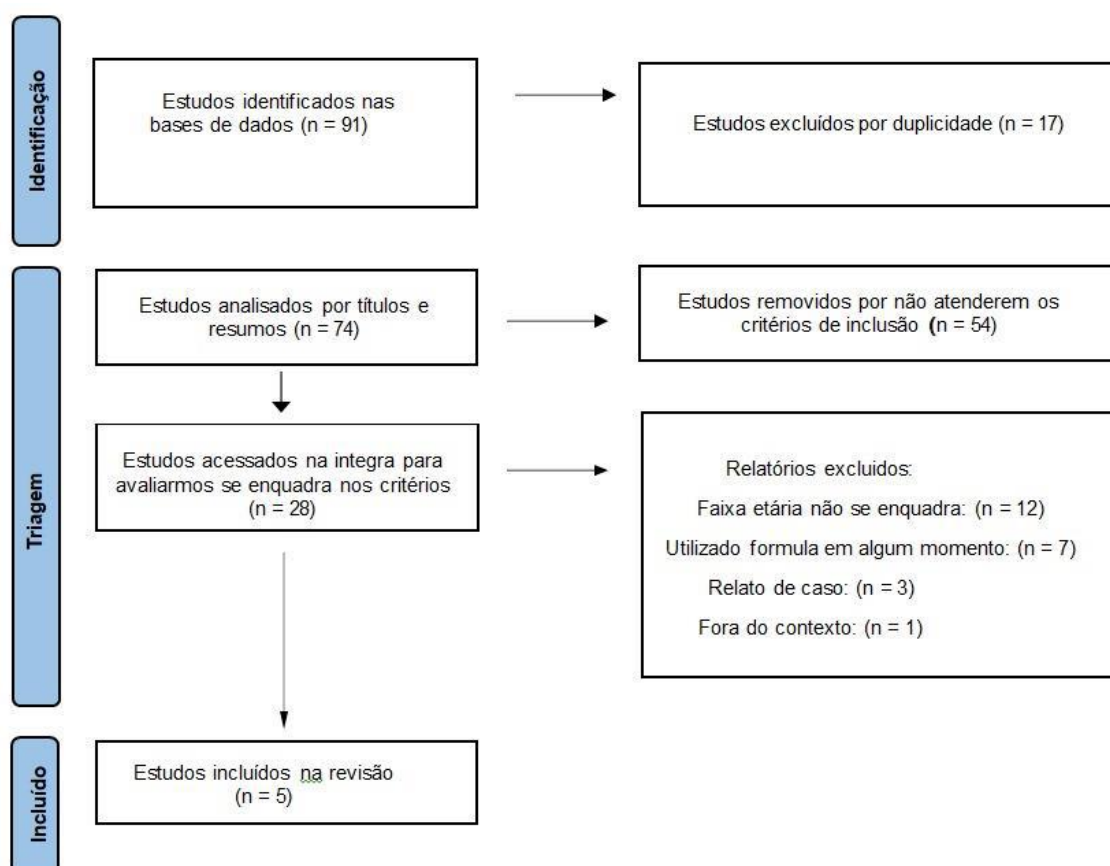 Identificação
Estudos identificados nas
bases de dados (n = 91)
Estudos excluídos por duplicidade (n = 17)
Triagem
Estudos analisados por títulos e
resumos (n = 74)
Estudos removidos por não atenderem os
critérios de inclusão (n = 54)
Estudos acessados na integra para
avaliarmos se enquadra nos critérios
(n = 28)
Relatórios excluidos:
Faixa etária não se enquadra: (n = 12)
Utilizado formula em algum momento: (n = 7)
Relato de caso: (n = 3)
Fora do contexto: (n = 1)
Incluído
Estudos incluídos na revisão
(n = 5)